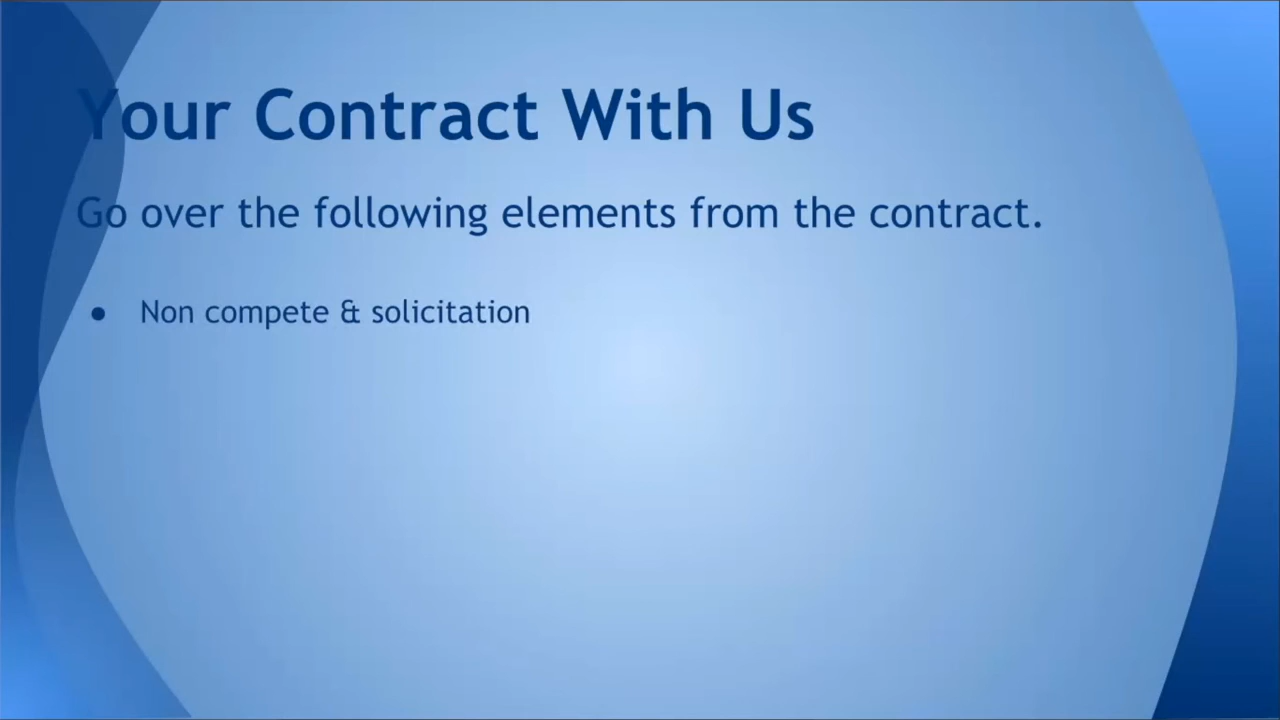 Your Contract With Us
Go over the following elements from the contract.
● Non compete & solicitation